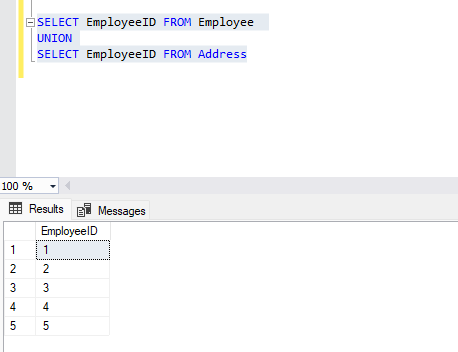 SELECT EmployeeID FROM Employee
UNION
SELECT EmployeeID FROM Address
100 %
Results Messages
EmployeeID
1 1
2 2
3 3
4 4
5 5